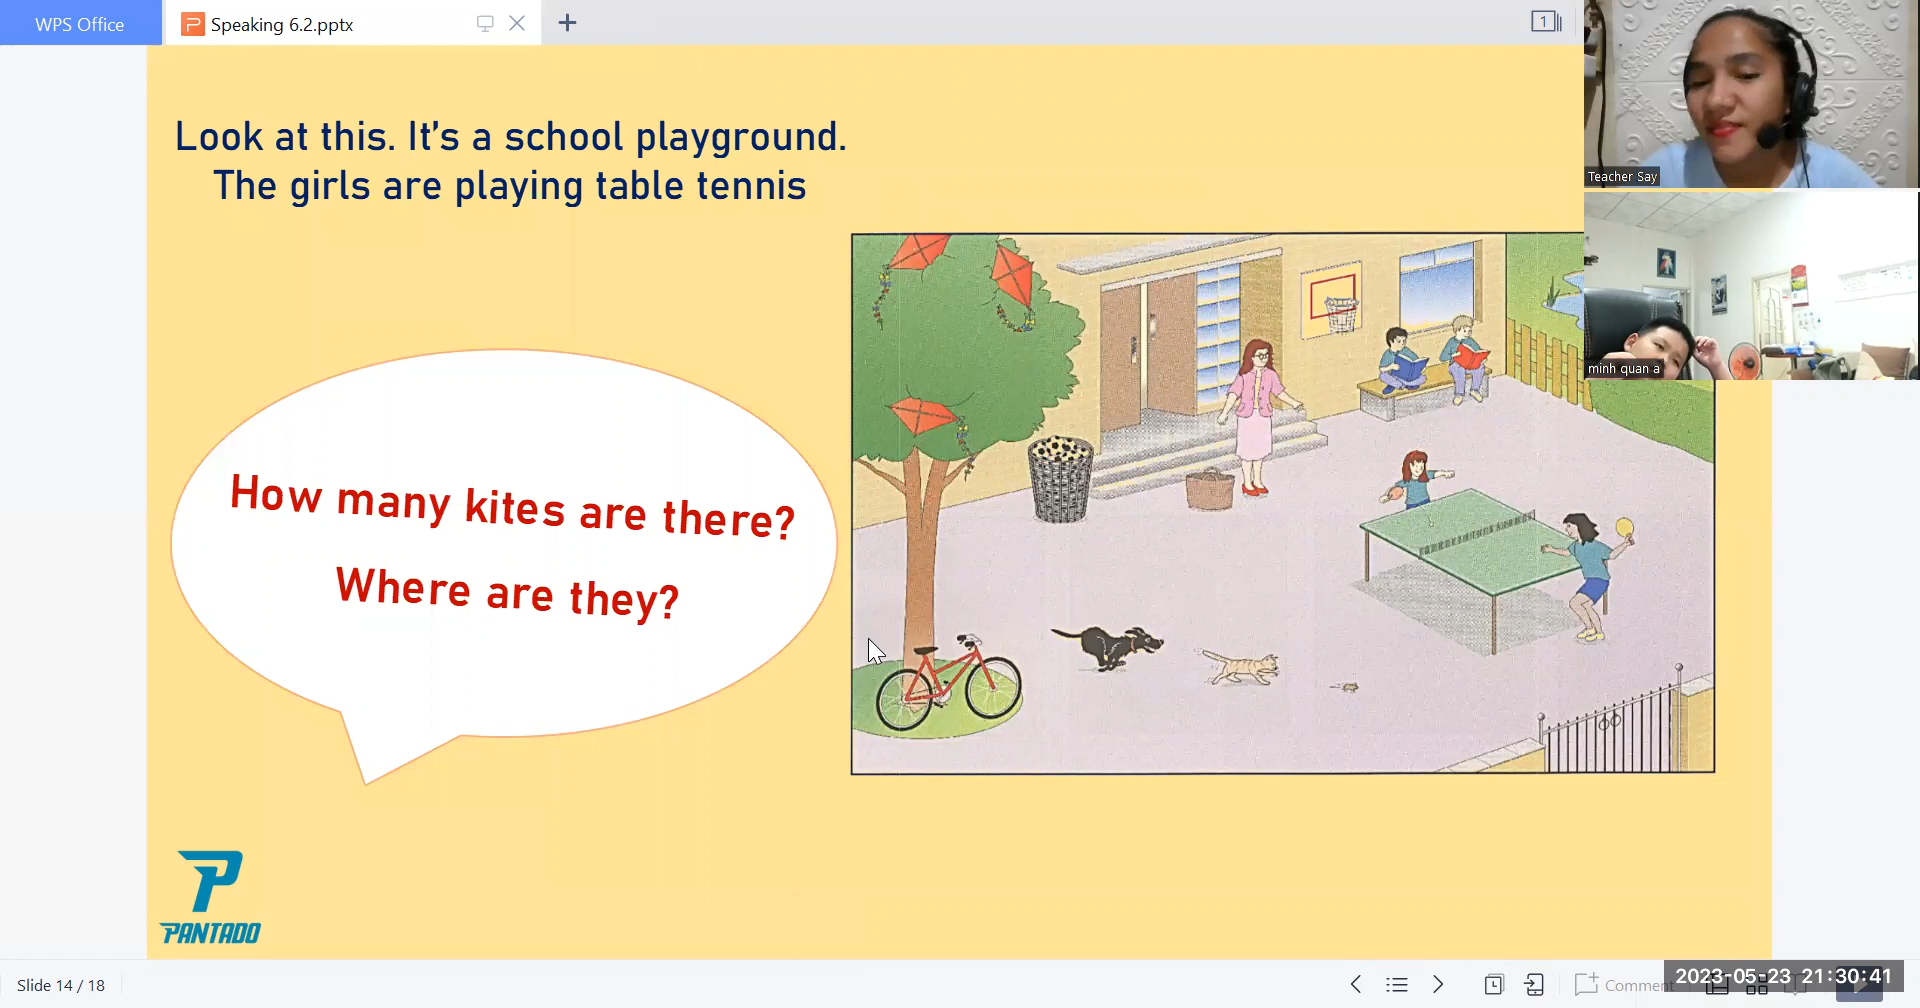 WPS Office
Speaking 6.2.pptx
1
Look at this. It's a school playground.
The girls are playing table tennis
Teacher Say
minh quan a
How many kites are there?
Where are they?
P
PANTADO
Slide 14 / 18
Comment
2023-05-23 21:30:41